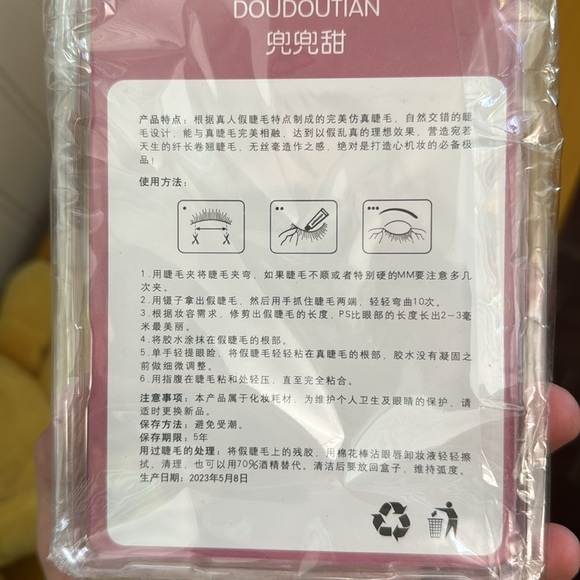 DOUDOUTIAN
兜兜甜
产品特点：根据真人假睫毛特点制成的完美仿真睫毛，自然交错的睫
毛设计，能与真睫毛完美相融，达到以假乱真的理想效果，营造宛若
天生的纤长卷翘睫毛，无丝毫造作之感，绝对是打造心机妆的必备极
品！
使用方法：
1.用睫毛夹将睫毛夹弯，如果睫毛不顺或者特别硬的MM要注意多几
次夹。
2.用镊子拿出假睫毛，然后用手抓住睫毛两端，轻轻弯曲10次。
3.根据妆容需求，修剪出假睫毛的长度，PS比眼部的长度长出2-3毫
米最美丽。
4.将胶水涂抹在假睫毛的根部。
5.单手轻提眼睑，将假睫毛轻轻粘在真睫毛的根部，胶水没有凝固之
前做细微调整。
6.用指腹在睫毛粘和处轻压，直至完全粘合。
注意事项：本产品属于化妆耗材，为维护个人卫生及眼睛的保护，请
适时更换新品。
保存方法：避免受潮。
保存期限：5年
用过睫毛的处理：将假睫毛上的残胶，用棉花棒沾眼唇卸妆液轻轻擦
拭，清理，也可以用70%酒精替代。清洁后要放回盒子，维持弧度。
生产日期：2023年5月8日